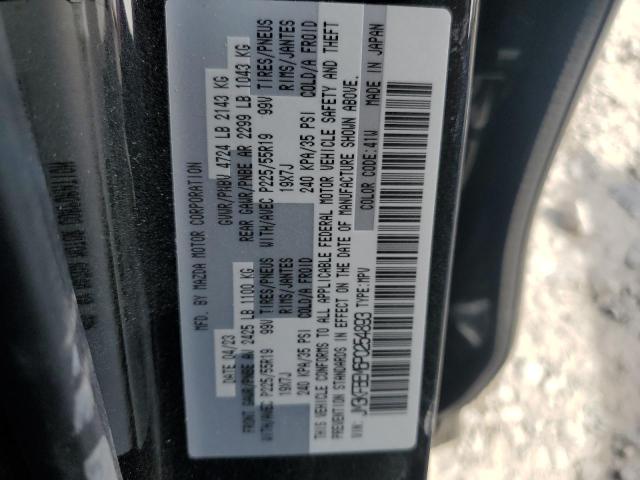 MFD. BY MAZDA MOTOR CORPORATION
DATE 04/23 GVWR/PNBV 4724 LB 2143 KG
FRONT GAWR/PNBE AV 2425 LB 1100 KG REAR GAWR/PNBE AR 2299 LB 1043 KG
WITH/AVEC P225/55R19 99V TIRES/PNEUS WITH/AVEC P225/55R19 99V TIRES/PNEUS
19X7J RIMS/JANTES 19X7J RIMS/JANTES
240 KPA/35 PSI COLD/A FROID 240 KPA/35 PSI COLD/A FROID
THIS VEHICLE CONFORMS TO ALL APPLICABLE FEDERAL MOTOR VEHICLE SAFETY AND THEFT
PREVENTION STANDARDS IN EFFECT ON THE DATE OF MANUFACTURE SHOWN ABOVE.
VIN: TYPE:MPV COLOR CODE:41W MADE IN JAPAN